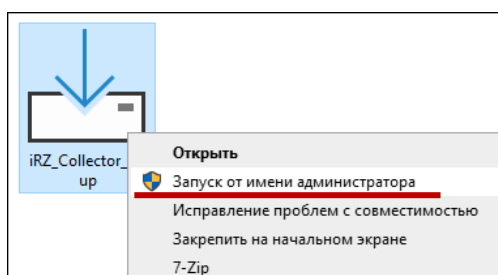 iRZ_Collector_
up
Открыть
Запуск от имени администратора
Исправление проблем с совместимостью
Закрепить на начальном экране
7-Zip